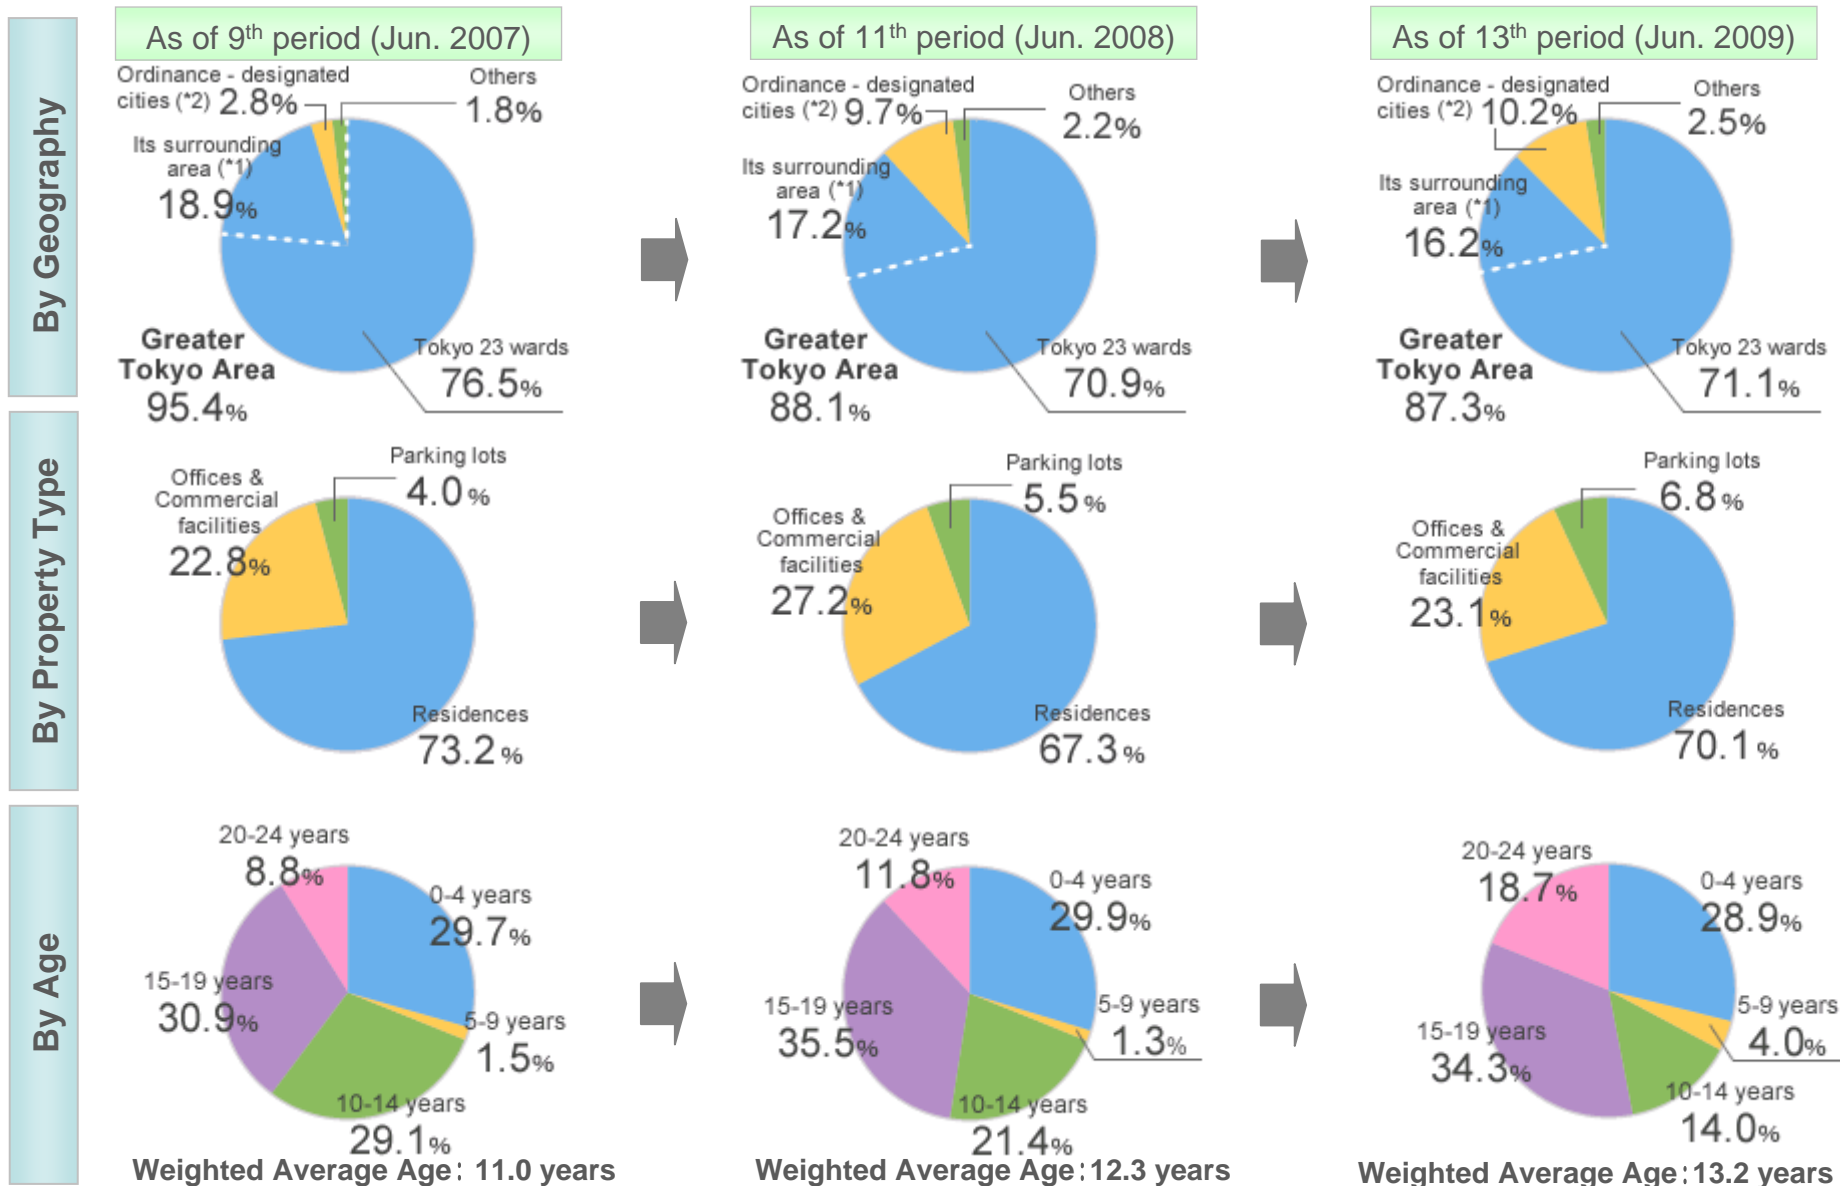 As of 9th period (Jun. 2007)
As of 11th period (Jun. 2008)
As of 13th period (Jun. 2009)
By Geography
Ordinance - designated
cities (*2) 2.8%
Others
1.8%
Its surrounding
area (*1)
18.9%
Greater
Tokyo Area
95.4%
Tokyo 23 wards
76.5%
Ordinance - designated
cities (*2) 9.7%
Others
2.2%
Its surrounding
area (*1)
17.2%
Greater
Tokyo Area
88.1%
Tokyo 23 wards
70.9%
Ordinance - designated
cities (*2) 10.2%
Others
2.5%
Its surrounding
area (*1)
16.2%
Greater
Tokyo Area
87.3%
Tokyo 23 wards
71.1%
By Property Type
Parking lots
4.0%
Offices &
Commercial
facilities
22.8%
Residences
73.2%
Parking lots
5.5%
Offices &
Commercial
facilities
27.2%
Residences
67.3%
Parking lots
6.8%
Offices &
Commercial
facilities
23.1%
Residences
70.1%
By Age
20-24 years
8.8%
0-4 years
29.7%
15-19 years
30.9%
5-9 years
1.5%
10-14 years
29.1%
Weighted Average Age: 11.0 years
20-24 years
11.8%
0-4 years
29.9%
15-19 years
35.5%
5-9 years
1.3%
10-14 years
21.4%
Weighted Average Age:12.3 years
20-24 years
18.7%
0-4 years
28.9%
15-19 years
34.3%
5-9 years
4.0%
10-14 years
14.0%
Weighted Average Age:13.2 years